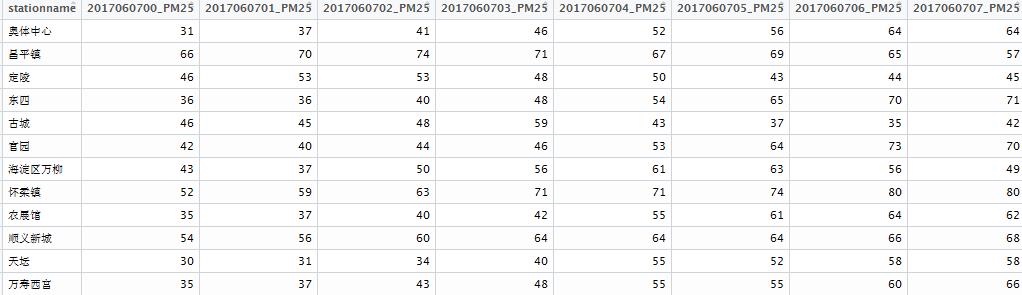 stationname 2017060700_PM25 2017060701_PM25 2017060702_PM25 2017060703_PM25 2017060704_PM25 2017060705_PM25 2017060706_PM25 2017060707_PM25
奥体中心 31 37 41 46 52 56 64 64
昌平镇 66 70 74 71 67 69 65 57
定陵 46 53 53 48 50 43 44 45
东四 36 36 40 48 54 65 70 71
古城 46 45 48 59 43 37 35 42
官园 42 40 44 46 53 64 73 70
海淀区万柳 43 37 50 56 61 63 56 49
怀柔镇 52 59 63 71 71 74 80 80
农展馆 35 37 40 42 55 61 64 62
顺义新城 54 56 60 64 64 64 66 68
天坛 30 31 34 40 55 52 58 58
万寿西宫 35 37 43 48 55 55 60 66